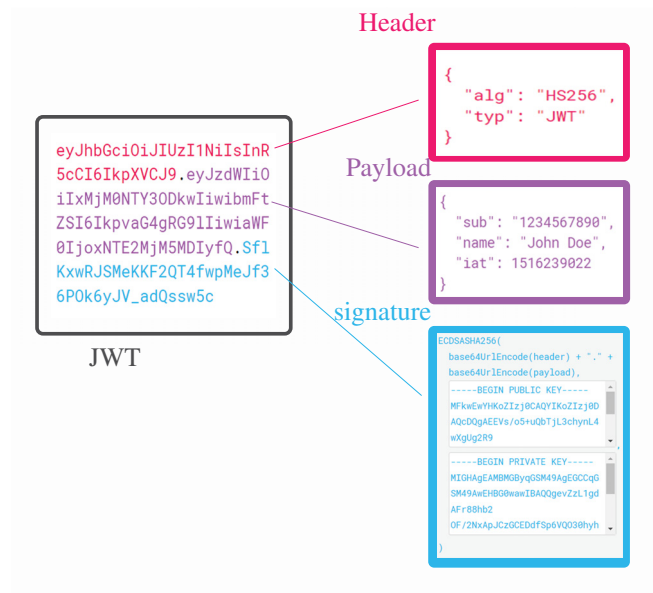 Header
{
"alg": "HS256",
"typ": "JWT"
}
eyJhbGciOiJIUzI1NiIsInR
5cCI6IkpXVCJ9.eyJzdWIiO
iIxMjM0NTY3ODkwIiwibmFt
ZSI6IkpvaG4gRG9lIiwiaWF
0IjoxNTE2MjM5MDIyfQ.Sfl
KxwRJSMeKKF2QT4fwpMeJf3
6POk6yJV_adQssw5c
JWT
Payload
{
"sub": "1234567890",
"name": "John Doe",
"iat": 1516239022
}
signature
ECDSASHA256(
base64UrlEncode(header) + "." +
base64UrlEncode(payload),
-----BEGIN PUBLIC KEY-----
MFkwEwYHKoZIzj0CAQYIKoZIzj0D
AQcDQgAEEVs/o5+uQbTjL3chynL4
wXgUg2R9
,
-----BEGIN PRIVATE KEY-----
MIGHAgEAMBMGByqGSM49AgEGCCqG
SM49AwEHBG0wawIBAQQgevZzL1gd
AFr88hb2
OF/2NxApJCzGCEDdfSp6VQO30hyh
)